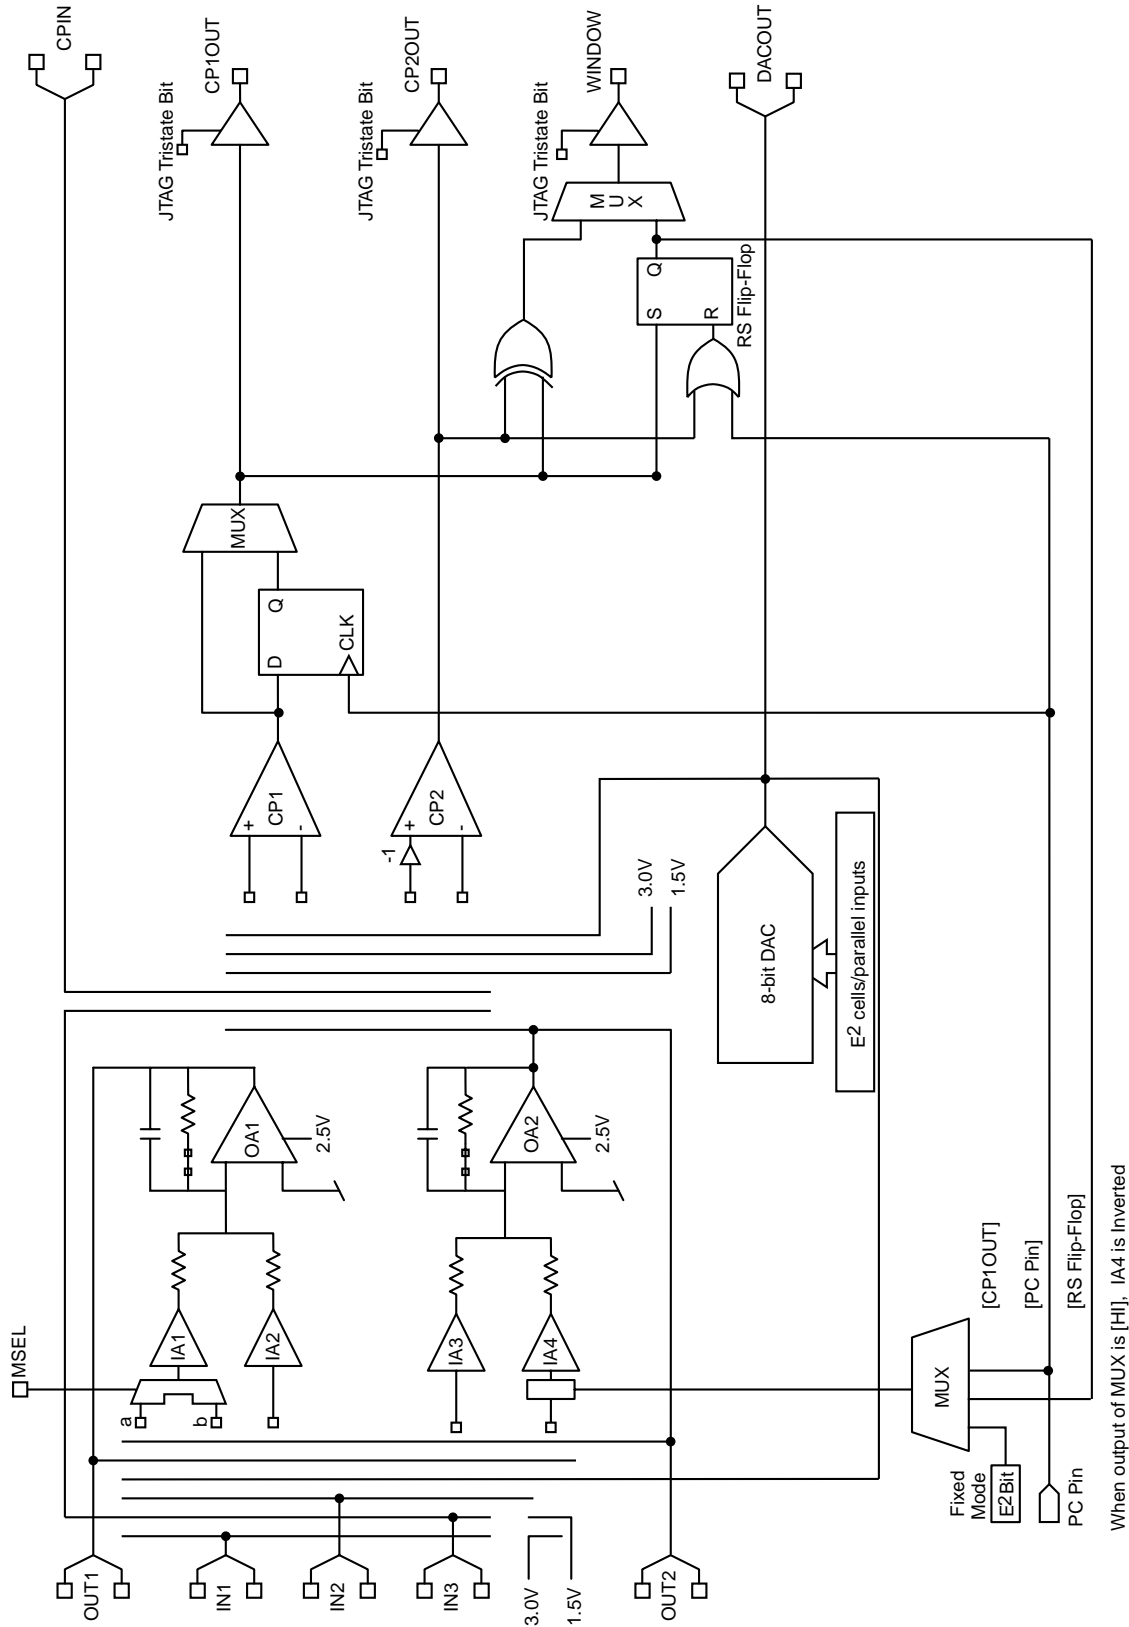 OUT1
IN1
IN2
IN3
3.0V
1.5V
OUT2
MSEL
a
b
IA1
IA2
IA3
IA4
OA1
2.5V
OA2
2.5V
CPIN
3.0V
1.5V
+
-
CP1
-1
+
-
CP2
D
Q
CLK
MUX
JTAG Tristate Bit
CP1OUT
JTAG Tristate Bit
CP2OUT
JTAG Tristate Bit
WINDOW
MUX
S
R
Q
RS Flip-Flop
DACOUT
8-bit DAC
E2 cells/parallel inputs
Fixed
Mode
E2Bit
PC Pin
MUX
[CP1OUT]
[PC Pin]
[RS Flip-Flop]
When output of MUX is [HI], IA4 is Inverted